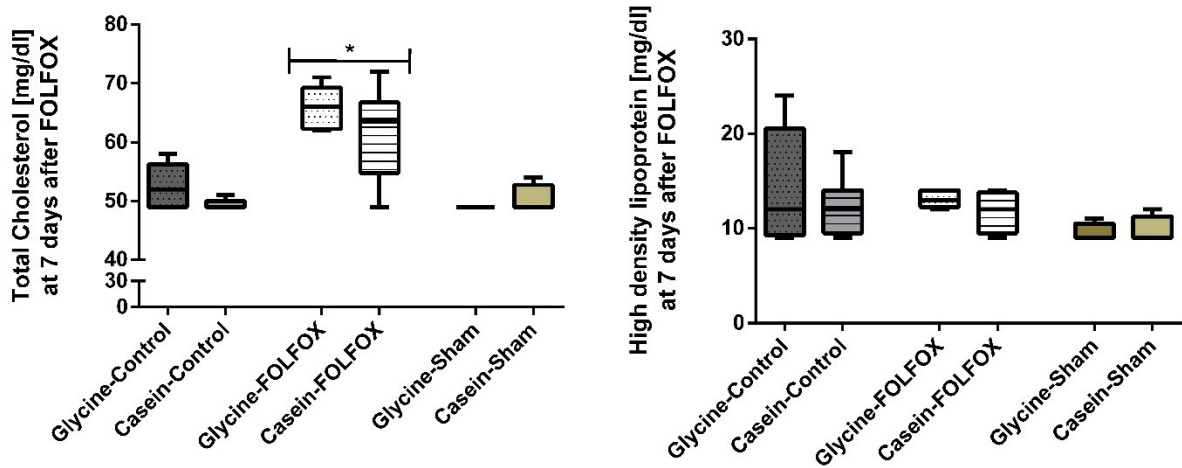 Total Cholesterol [mg/dl]
at 7 days after FOLFOX
80
70
60
50
40
30
0
*
Glycine-Control
Casein-Control
Glycine-FOLFOX
Casein-FOLFOX
Glycine-Sham
Casein-Sham
High density lipoprotein [mg/dl]
at 7 days after FOLFOX
30
20
10
0
Glycine-Control
Casein-Control
Glycine-FOLFOX
Casein-FOLFOX
Glycine-Sham
Casein-Sham